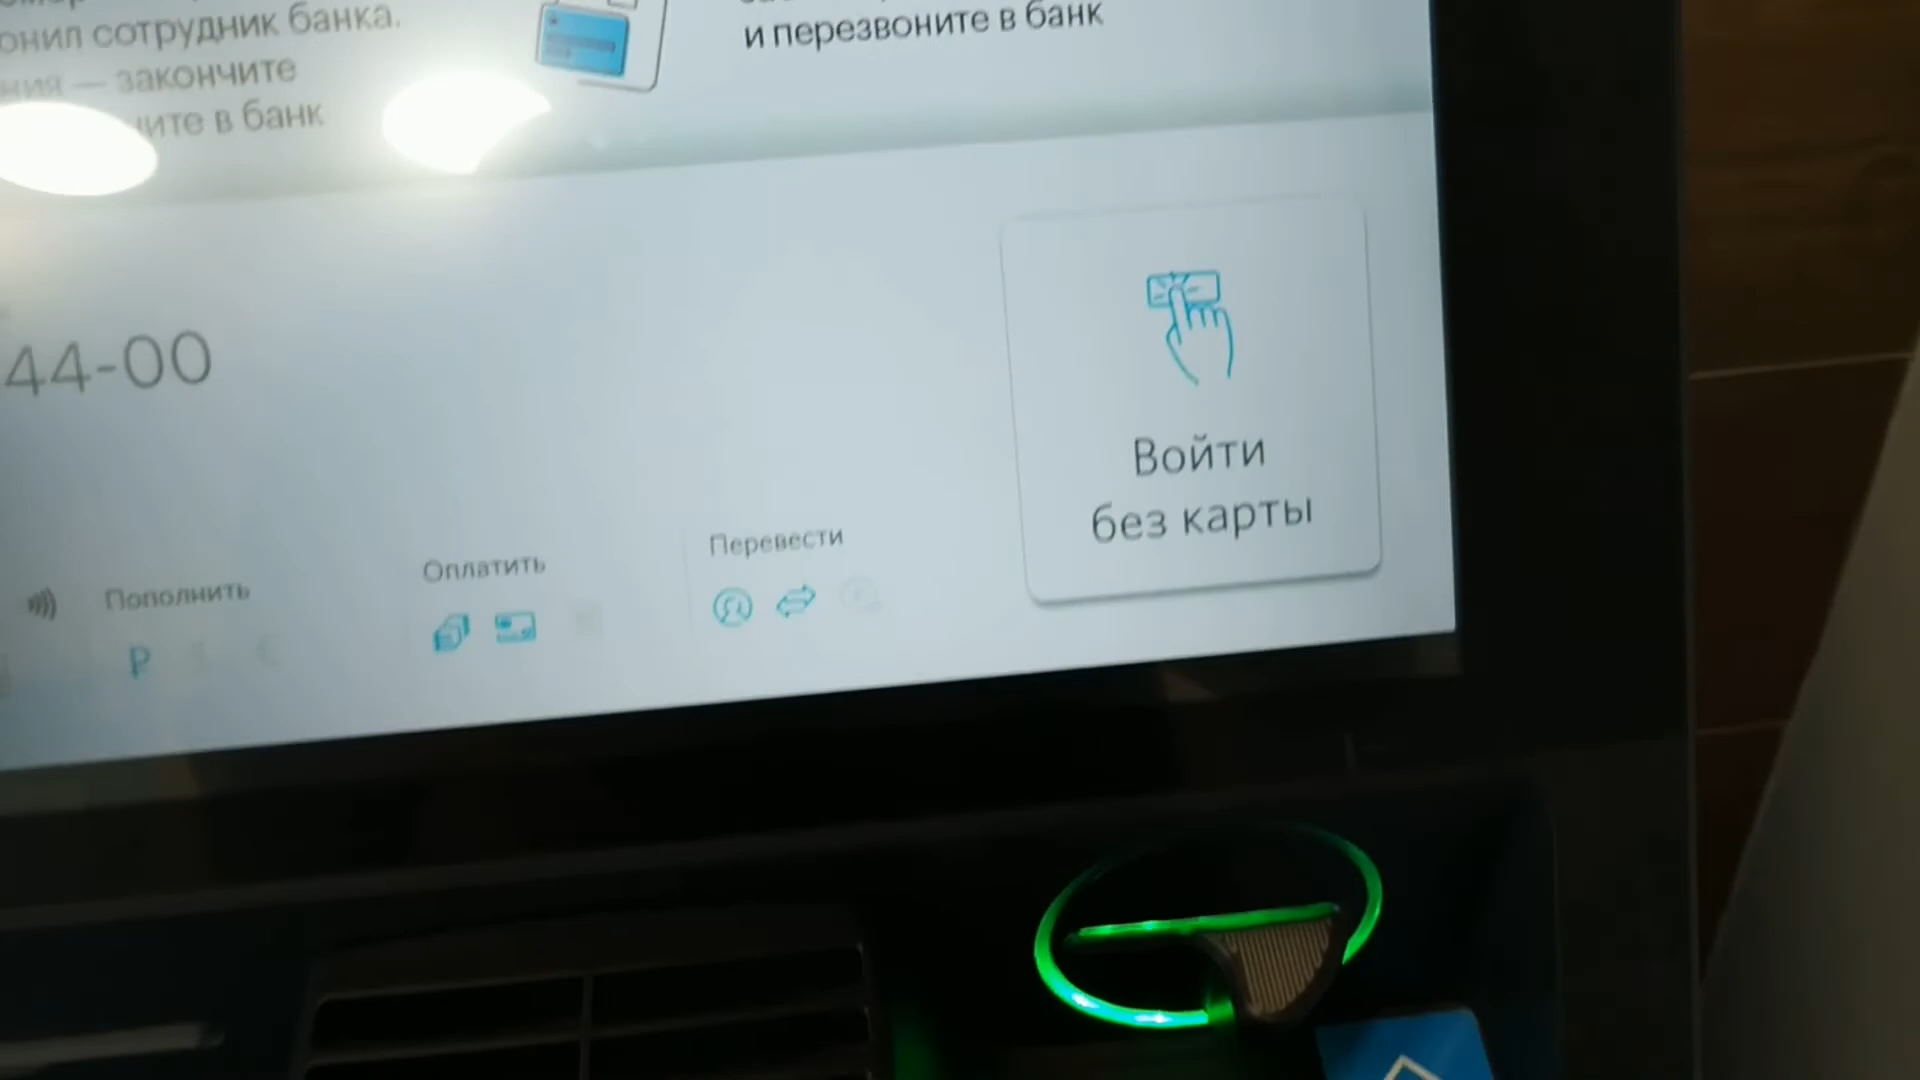 онил сотрудник банка.
ния — закончите
ите в банк
и перезвоните в банк
44-00
Войти
без карты
Пополнить
Оплатить
Перевести
₽